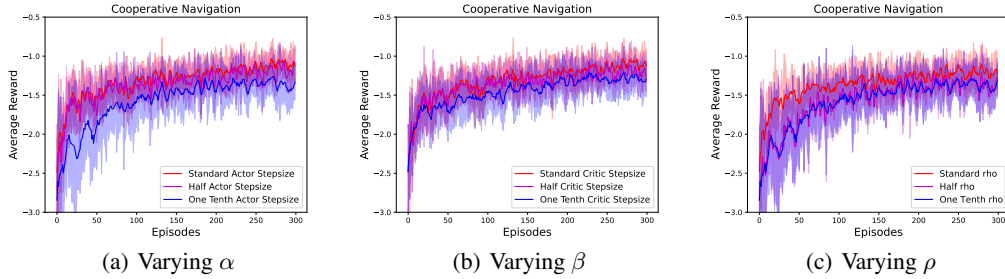 Cooperative Navigation
Average Reward
−0.5
−1.0
−1.5
−2.0
−2.5
−3.0
0 50 100 150 200 250 300
Episodes
Standard Actor Stepsize
Half Actor Stepsize
One Tenth Actor Stepsize
(a) Varying α
Cooperative Navigation
Average Reward
−0.5
−1.0
−1.5
−2.0
−2.5
−3.0
0 50 100 150 200 250 300
Episodes
Standard Critic Stepsize
Half Critic Stepsize
One Tenth Critic Stepsize
(b) Varying β
Cooperative Navigation
Average Reward
−0.5
−1.0
−1.5
−2.0
−2.5
−3.0
0 50 100 150 200 250 300
Episodes
Standard rho
Half rho
One Tenth rho
(c) Varying ρ